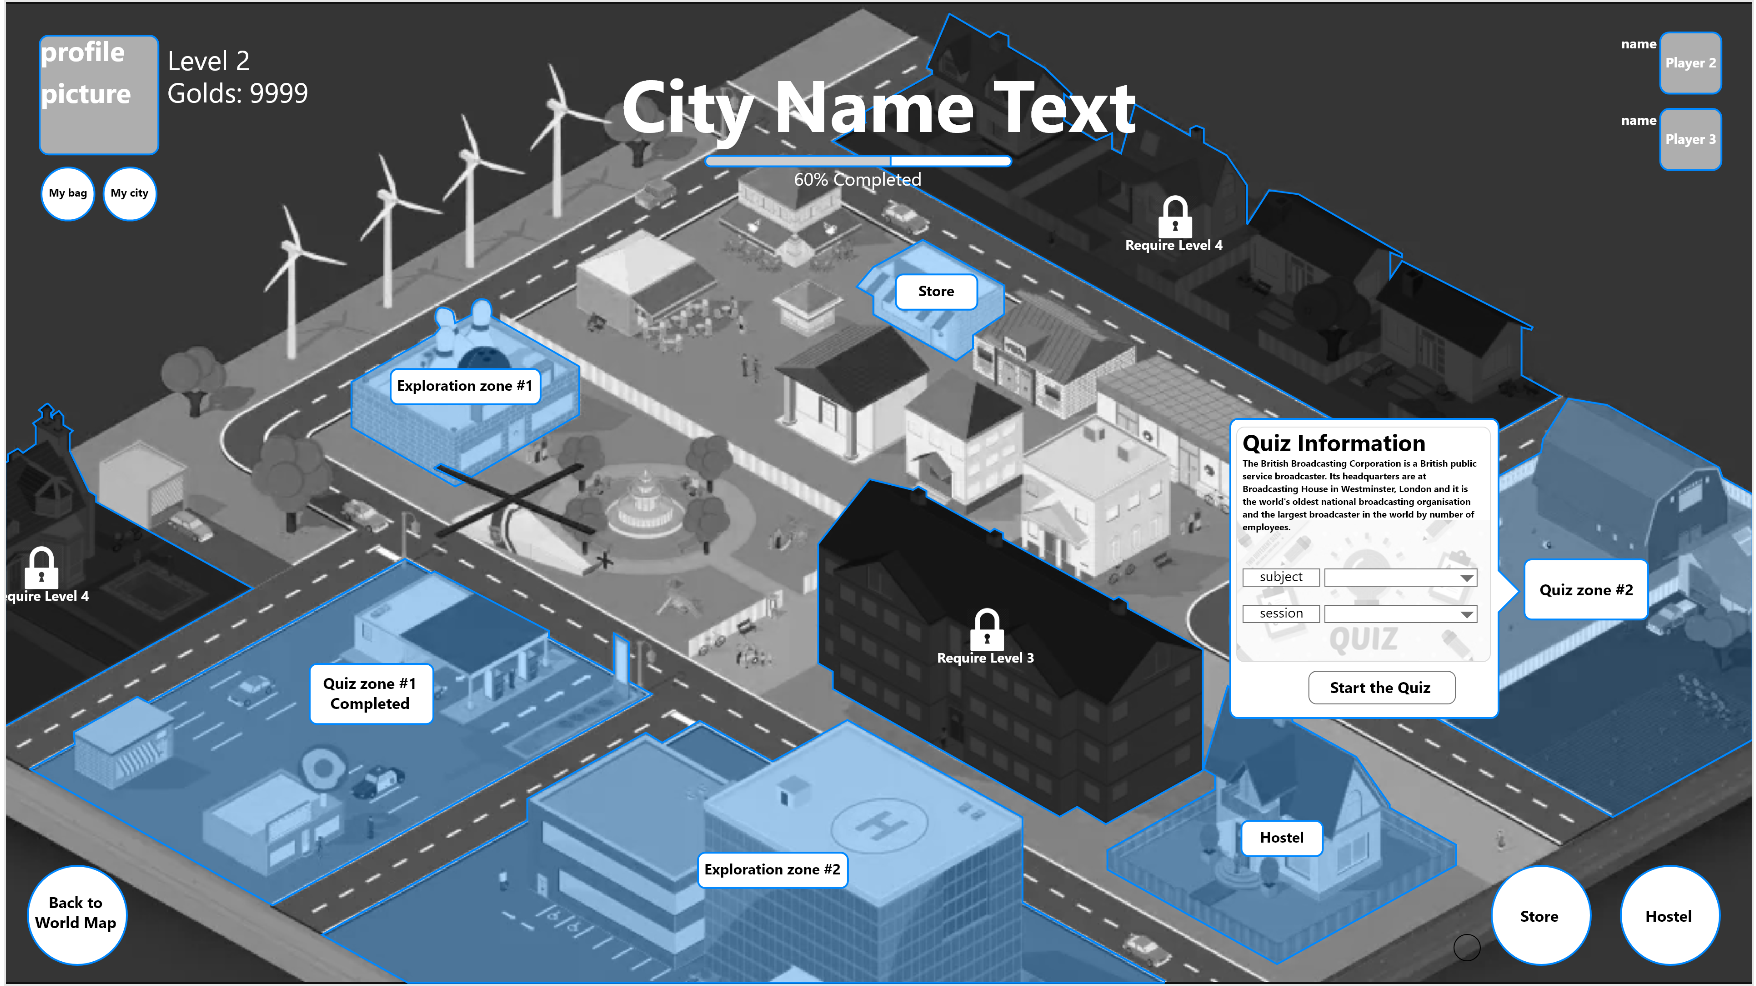 profile
picture
Level 2
Golds: 9999
My bag
My city
City Name Text
60% Completed
name
Player 2
name
Player 3
Require Level 4
Store
Exploration zone #1
Quiz Information
The British Broadcasting Corporation is a British public
service broadcaster. Its headquarters are at
Broadcasting House in Westminster, London and it is
the world's oldest national broadcasting organisation
and the largest broadcaster in the world by number of
employees.
subject
session
QUIZ
Start the Quiz
Quiz zone #2
equire Level 4
Require Level 3
Quiz zone #1
Completed
Hostel
H
Exploration zone #2
Back to
World Map
Store
Hostel